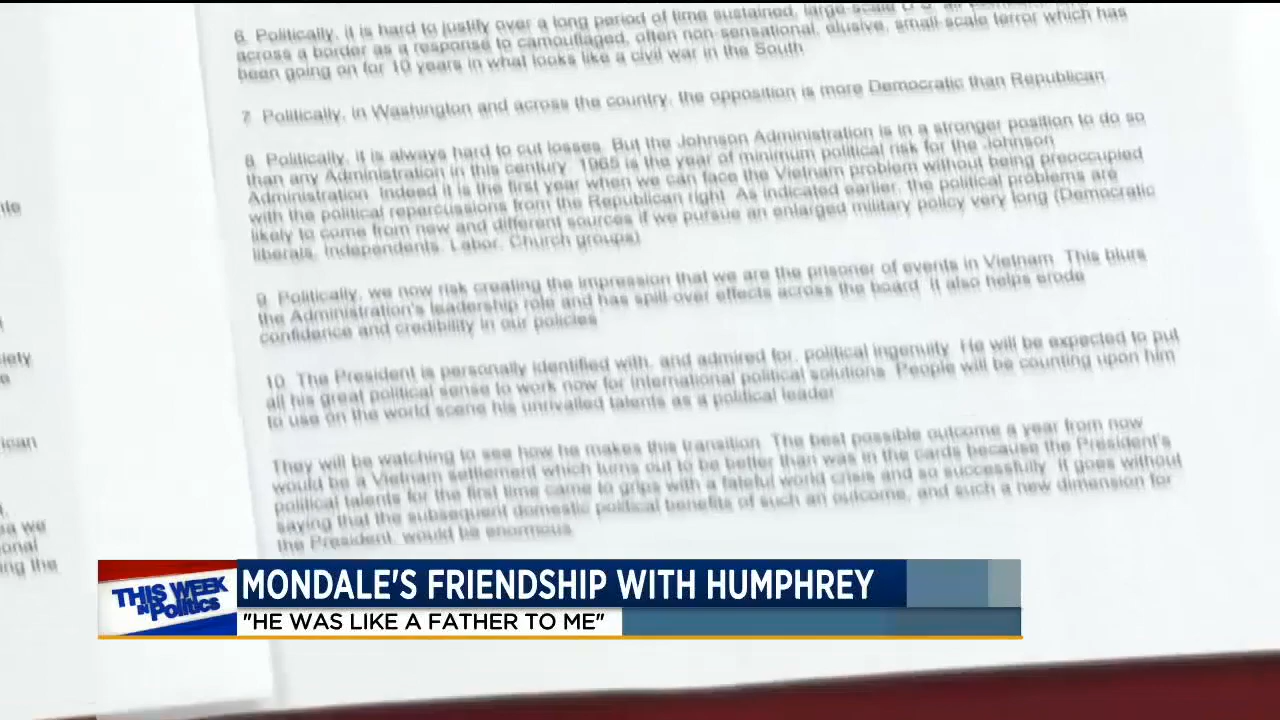 6. Politically, it is hard to justify over a long period of time sustained, large-scale U.S. air
across a border as a response to camouflaged, often non-sensational, elusive, small-scale terror which has
been going on for 10 years in what looks like a civil war in the South.
7. Politically, in Washington and across the country, the opposition is more Democratic than Republican.
8. Politically, it is always hard to cut losses. But the Johnson Administration is in a stronger position to do so
than any Administration in this century. 1965 is the year of minimum political risk for the Johnson
Administration. Indeed it is the first year when we can face the Vietnam problem without being preoccupied
with the political repercussions from the Republican right. As indicated earlier, the political problems are
likely to come from new and different sources if we pursue an enlarged military policy very long (Democratic
liberals, Independents, Labor, Church groups).
9. Politically, we now risk creating the impression that we are the prisoner of events in Vietnam. This blurs
the Administration's leadership role and has spill-over effects across the board. It also helps erode
confidence and credibility in our policies.
10. The President is personally identified with, and admired for, political ingenuity. He will be expected to put
all his great political sense to work now for international political solutions. People will be counting upon him
to use on the world scene his unrivalled talents as a political leader.
They will be watching to see how he makes this transition. The best possible outcome a year from now
would be a Vietnam settlement which turns out to be better than was in the cards because the President's
political talents for the first time came to grips with a fateful world crisis and so successfully. It goes without
saying that the subsequent domestic political benefits of such an outcome, and such a new dimension for
the President, would be enormous.
we
ing the
THIS WEEK
IN Politics
MONDALE'S FRIENDSHIP WITH HUMPHREY
"HE WAS LIKE A FATHER TO ME"